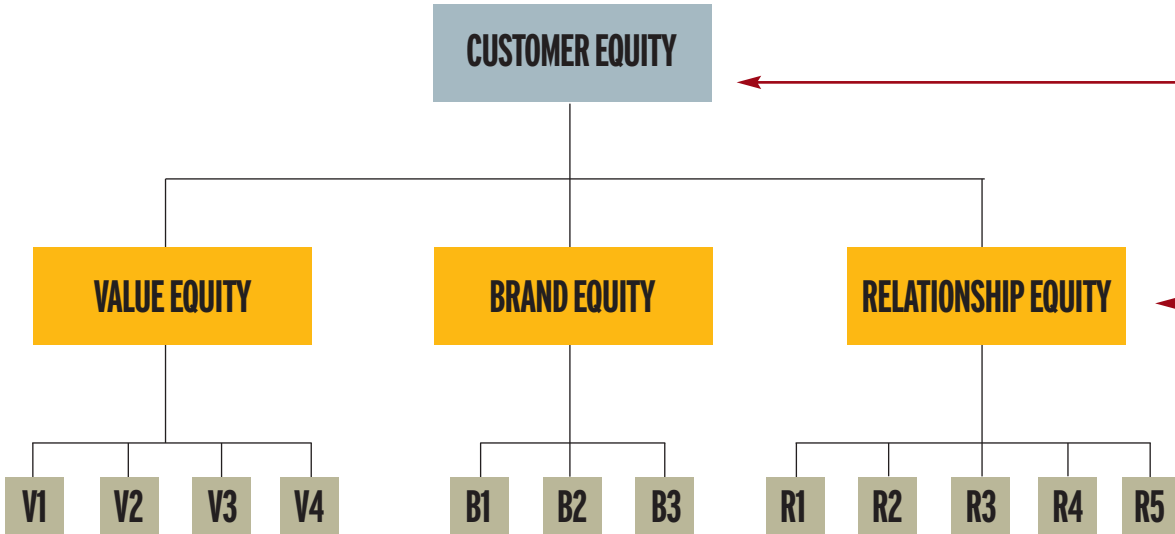 CUSTOMER EQUITY
VALUE EQUITY
BRAND EQUITY
RELATIONSHIP EQUITY
V1
V2
V3
V4
B1
B2
B3
R1
R2
R3
R4
R5